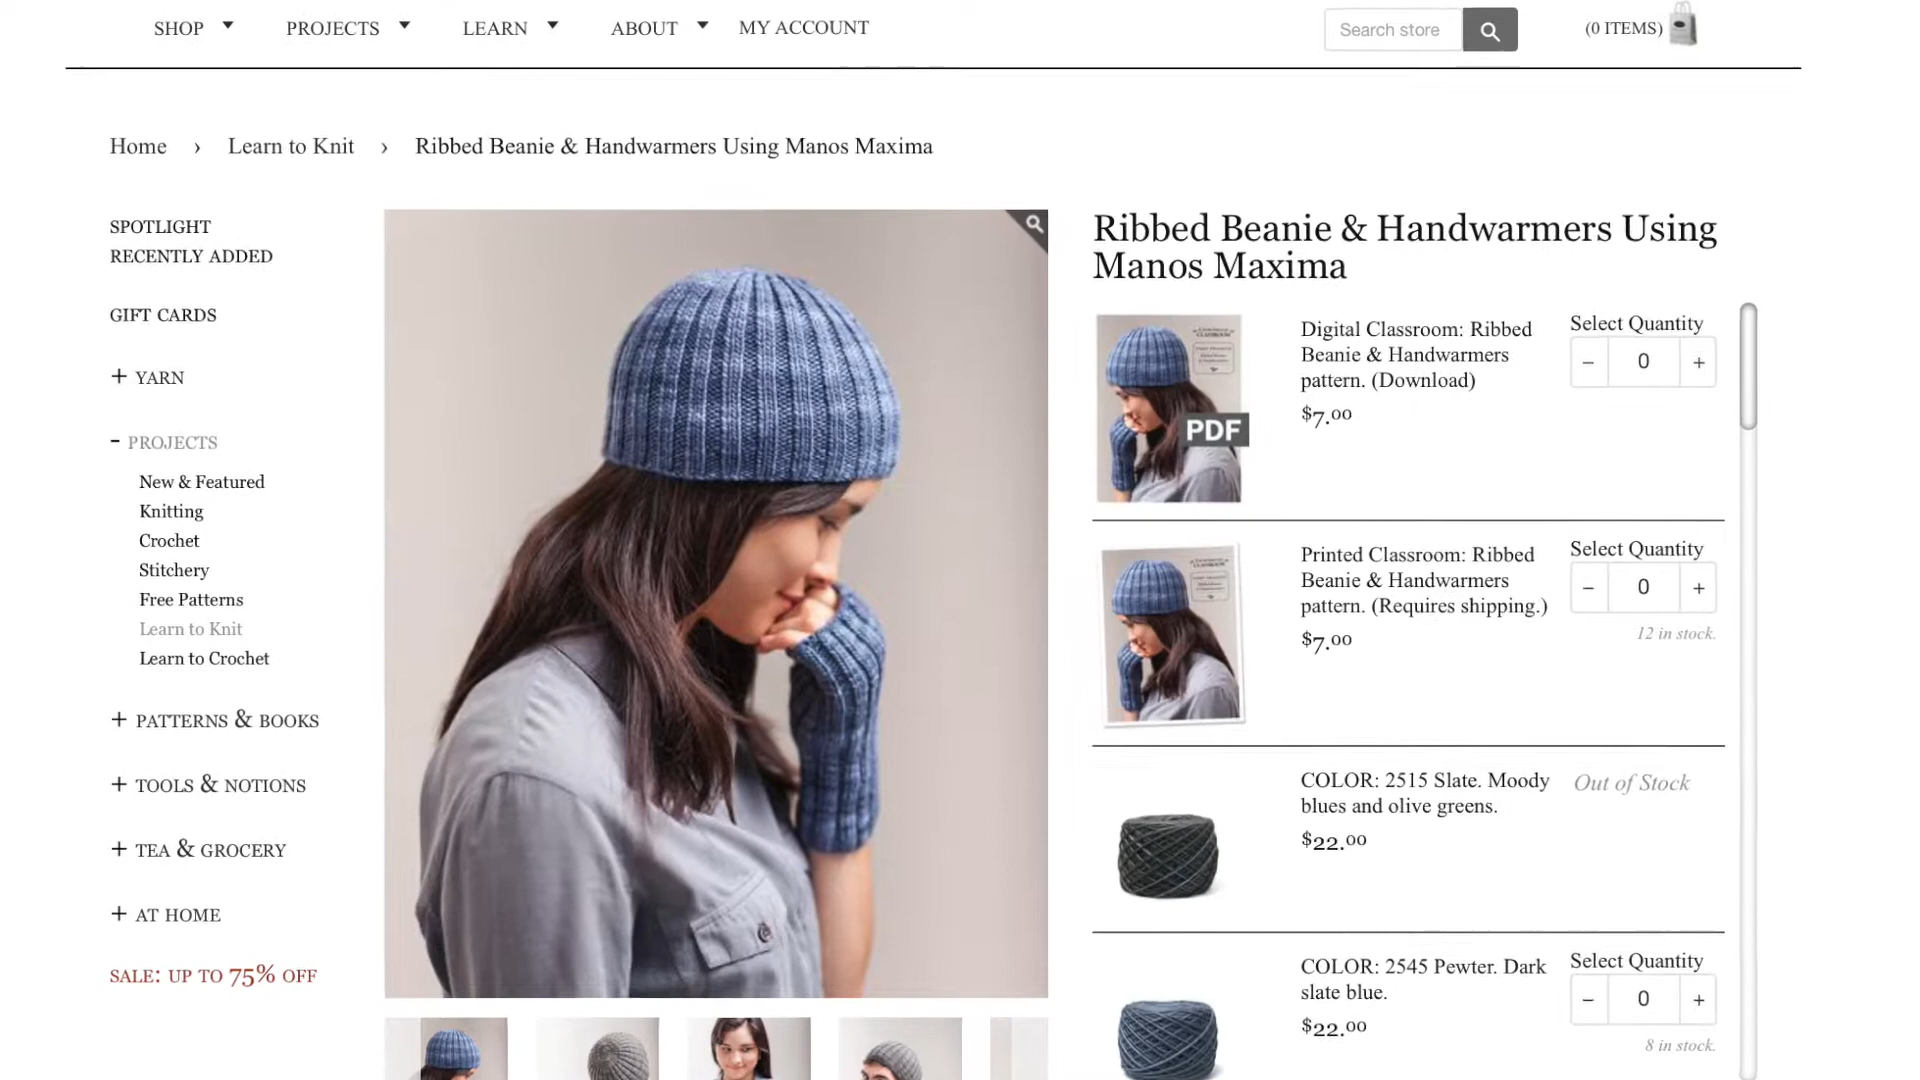 SHOP
PROJECTS
LEARN
ABOUT
MY ACCOUNT
Search store
(0 ITEMS)
Home › Learn to Knit › Ribbed Beanie & Handwarmers Using Manos Maxima
SPOTLIGHT
RECENTLY ADDED
GIFT CARDS
+ YARN
- PROJECTS
New & Featured
Knitting
Crochet
Stitchery
Free Patterns
Learn to Knit
Learn to Crochet
+ PATTERNS & BOOKS
+ TOOLS & NOTIONS
+ TEA & GROCERY
+ AT HOME
SALE: UP TO 75% OFF
Ribbed Beanie & Handwarmers Using
Manos Maxima
PDF
Digital Classroom: Ribbed
Beanie & Handwarmers
pattern. (Download)
$7.00
Select Quantity
− 0 +
Printed Classroom: Ribbed
Beanie & Handwarmers
pattern. (Requires shipping.)
$7.00
Select Quantity
− 0 +
12 in stock.
COLOR: 2515 Slate. Moody
blues and olive greens.
$22.00
Out of Stock
COLOR: 2545 Pewter. Dark
slate blue.
$22.00
Select Quantity
− 0 +
8 in stock.